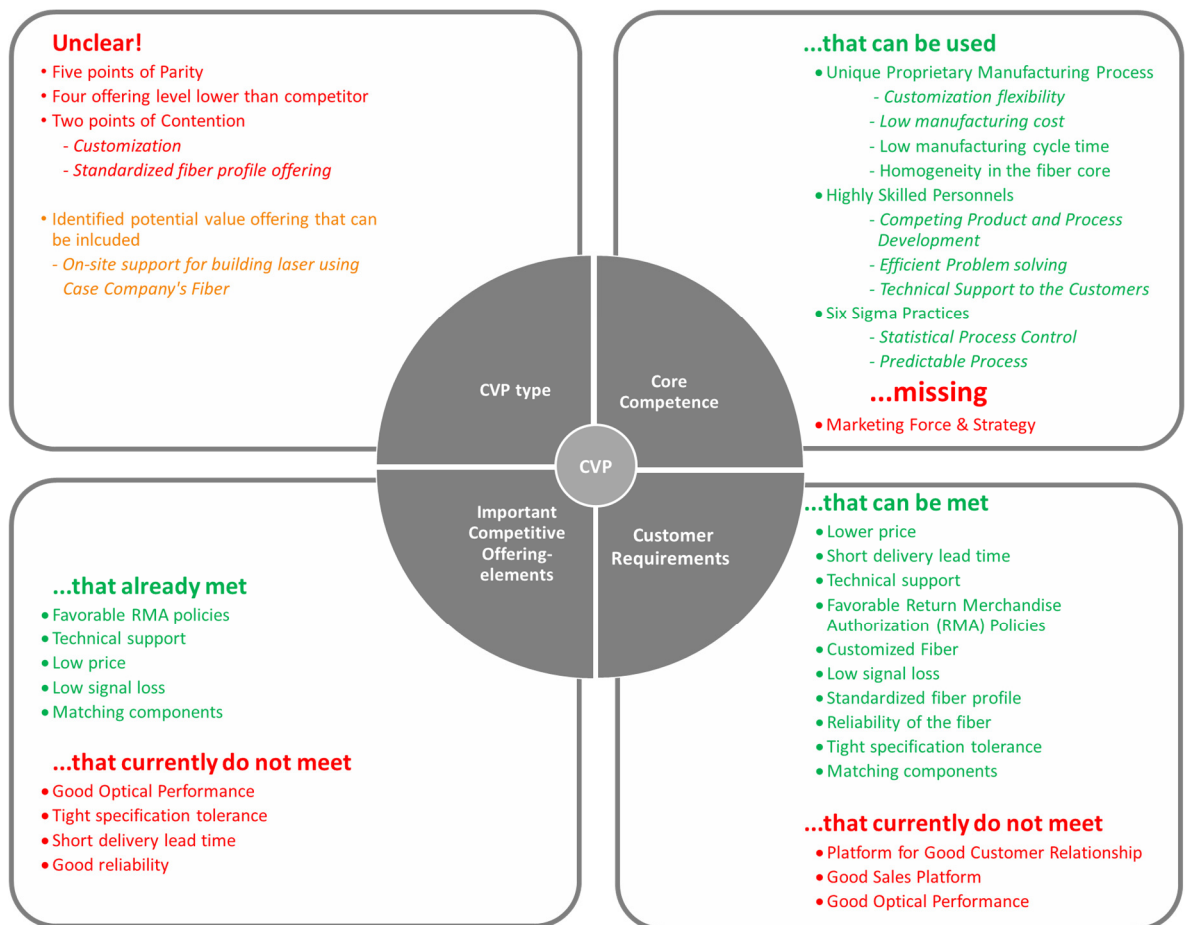 Unclear!
• Five points of Parity
• Four offering level lower than competitor
• Two points of Contention
- Customization
- Standardized fiber profile offering
• Identified potential value offering that can
be inlcuded
- On-site support for building laser using
Case Company's Fiber
...that can be used
• Unique Proprietary Manufacturing Process
- Customization flexibility
- Low manufacturing cost
- Low manufacturing cycle time
- Homogeneity in the fiber core
• Highly Skilled Personnels
- Competing Product and Process
Development
- Efficient Problem solving
- Technical Support to the Customers
• Six Sigma Practices
- Statistical Process Control
- Predictable Process
...missing
• Marketing Force & Strategy
CVP type
Core
Competence
CVP
Important
Competitive
Offering-
elements
Customer
Requirements
...that already met
• Favorable RMA policies
• Technical support
• Low price
• Low signal loss
• Matching components
...that currently do not meet
• Good Optical Performance
• Tight specification tolerance
• Short delivery lead time
• Good reliability
...that can be met
• Lower price
• Short delivery lead time
• Technical support
• Favorable Return Merchandise
Authorization (RMA) Policies
• Customized Fiber
• Low signal loss
• Standardized fiber profile
• Reliability of the fiber
• Tight specification tolerance
• Matching components
...that currently do not meet
• Platform for Good Customer Relationship
• Good Sales Platform
• Good Optical Performance